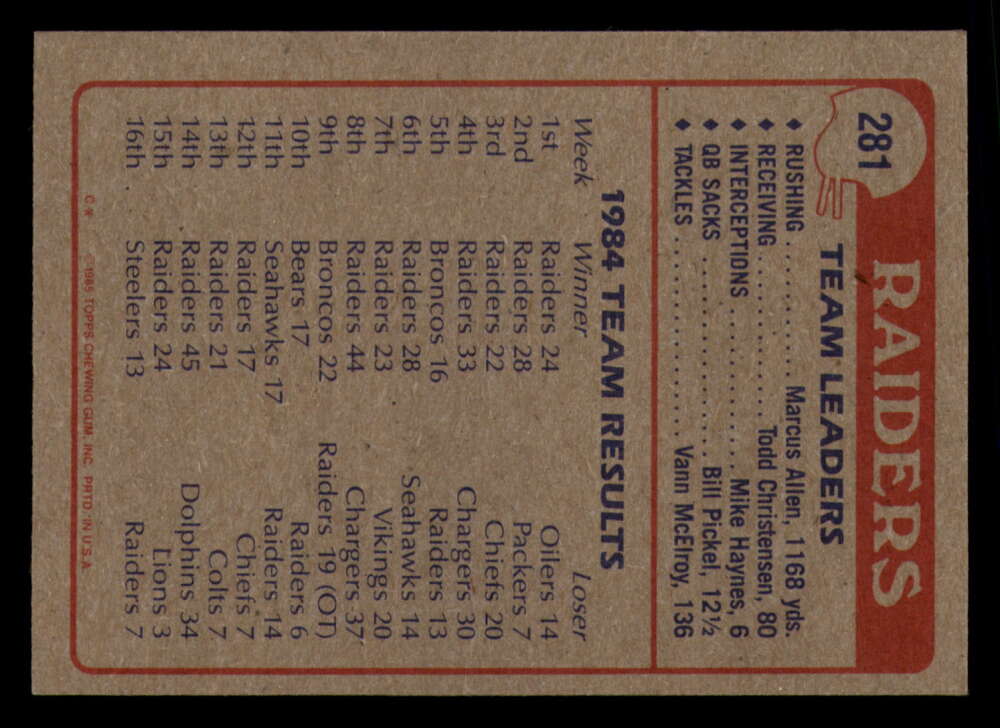 281
RAIDERS
TEAM LEADERS
♦ RUSHING . . . . . . . . . Marcus Allen, 1168 yds.
♦ RECEIVING . . . . . . . . . . Todd Christensen, 80
♦ INTERCEPTIONS . . . . . . . . . Mike Haynes, 6
♦ QB SACKS . . . . . . . . . . . . . Bill Pickel, 12½
♦ TACKLES . . . . . . . . . . . . . Vann McElroy, 136
1984 TEAM RESULTS
Week Winner Loser
1st Raiders 24 Oilers 14
2nd Raiders 28 Packers 7
3rd Raiders 22 Chiefs 20
4th Raiders 33 Chargers 30
5th Broncos 16 Raiders 13
6th Raiders 28 Seahawks 14
7th Raiders 23 Vikings 20
8th Raiders 44 Chargers 37
9th Broncos 22 Raiders 19 (OT)
10th Bears 17 Raiders 6
11th Seahawks 17 Raiders 14
12th Raiders 17 Chiefs 7
13th Raiders 21 Colts 7
14th Raiders 45 Dolphins 34
15th Raiders 24 Lions 3
16th Steelers 13 Raiders 7
C.* © 1985 TOPPS CHEWING GUM, INC. PRTD. IN U.S.A.